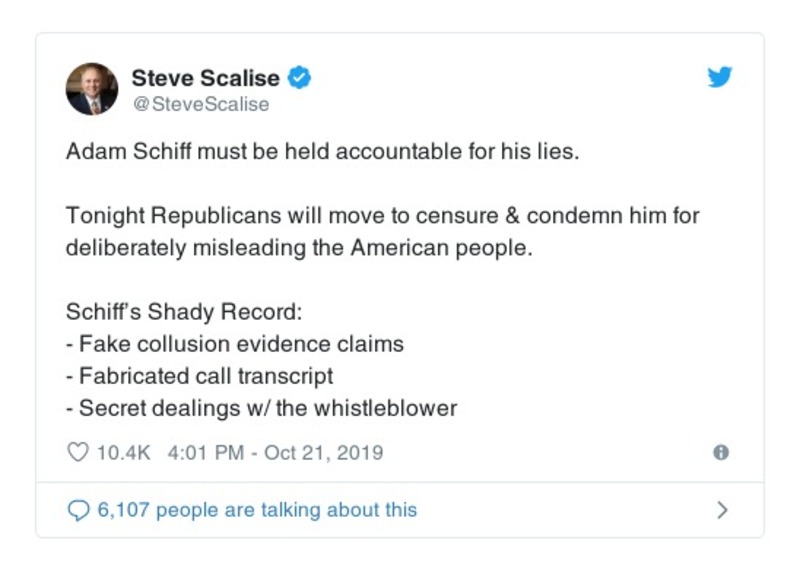 Steve Scalise
@SteveScalise
Adam Schiff must be held accountable for his lies.
Tonight Republicans will move to censure & condemn him for
deliberately misleading the American people.
Schiff's Shady Record:
- Fake collusion evidence claims
- Fabricated call transcript
- Secret dealings w/ the whistleblower
10.4K 4:01 PM - Oct 21, 2019
6,107 people are talking about this